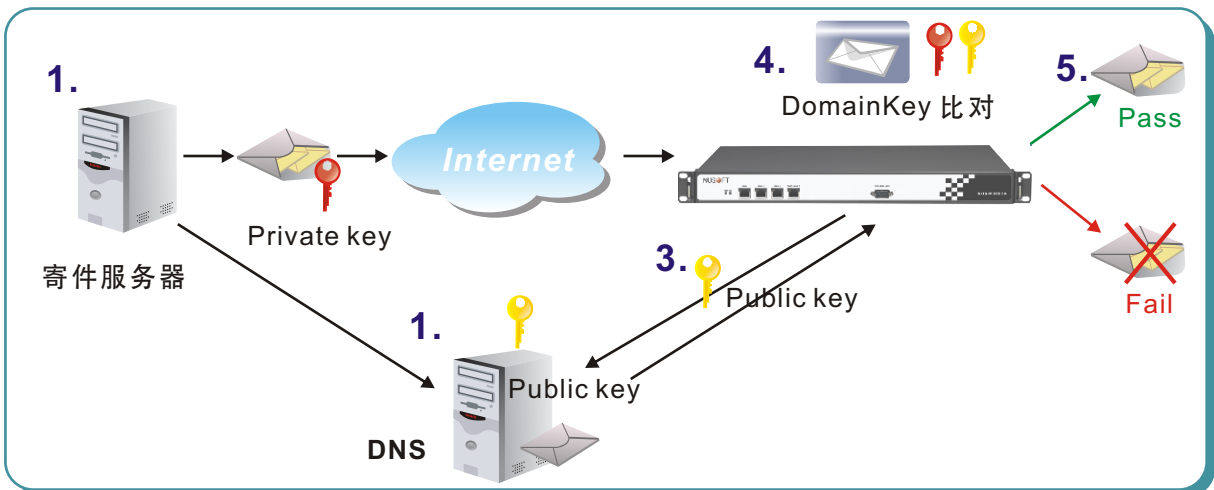 1.
4.
DomainKey 比对
5.
Pass
Internet
NUSOFT
Private key
寄件服务器
3.
Public key
Fail
1.
Public key
DNS